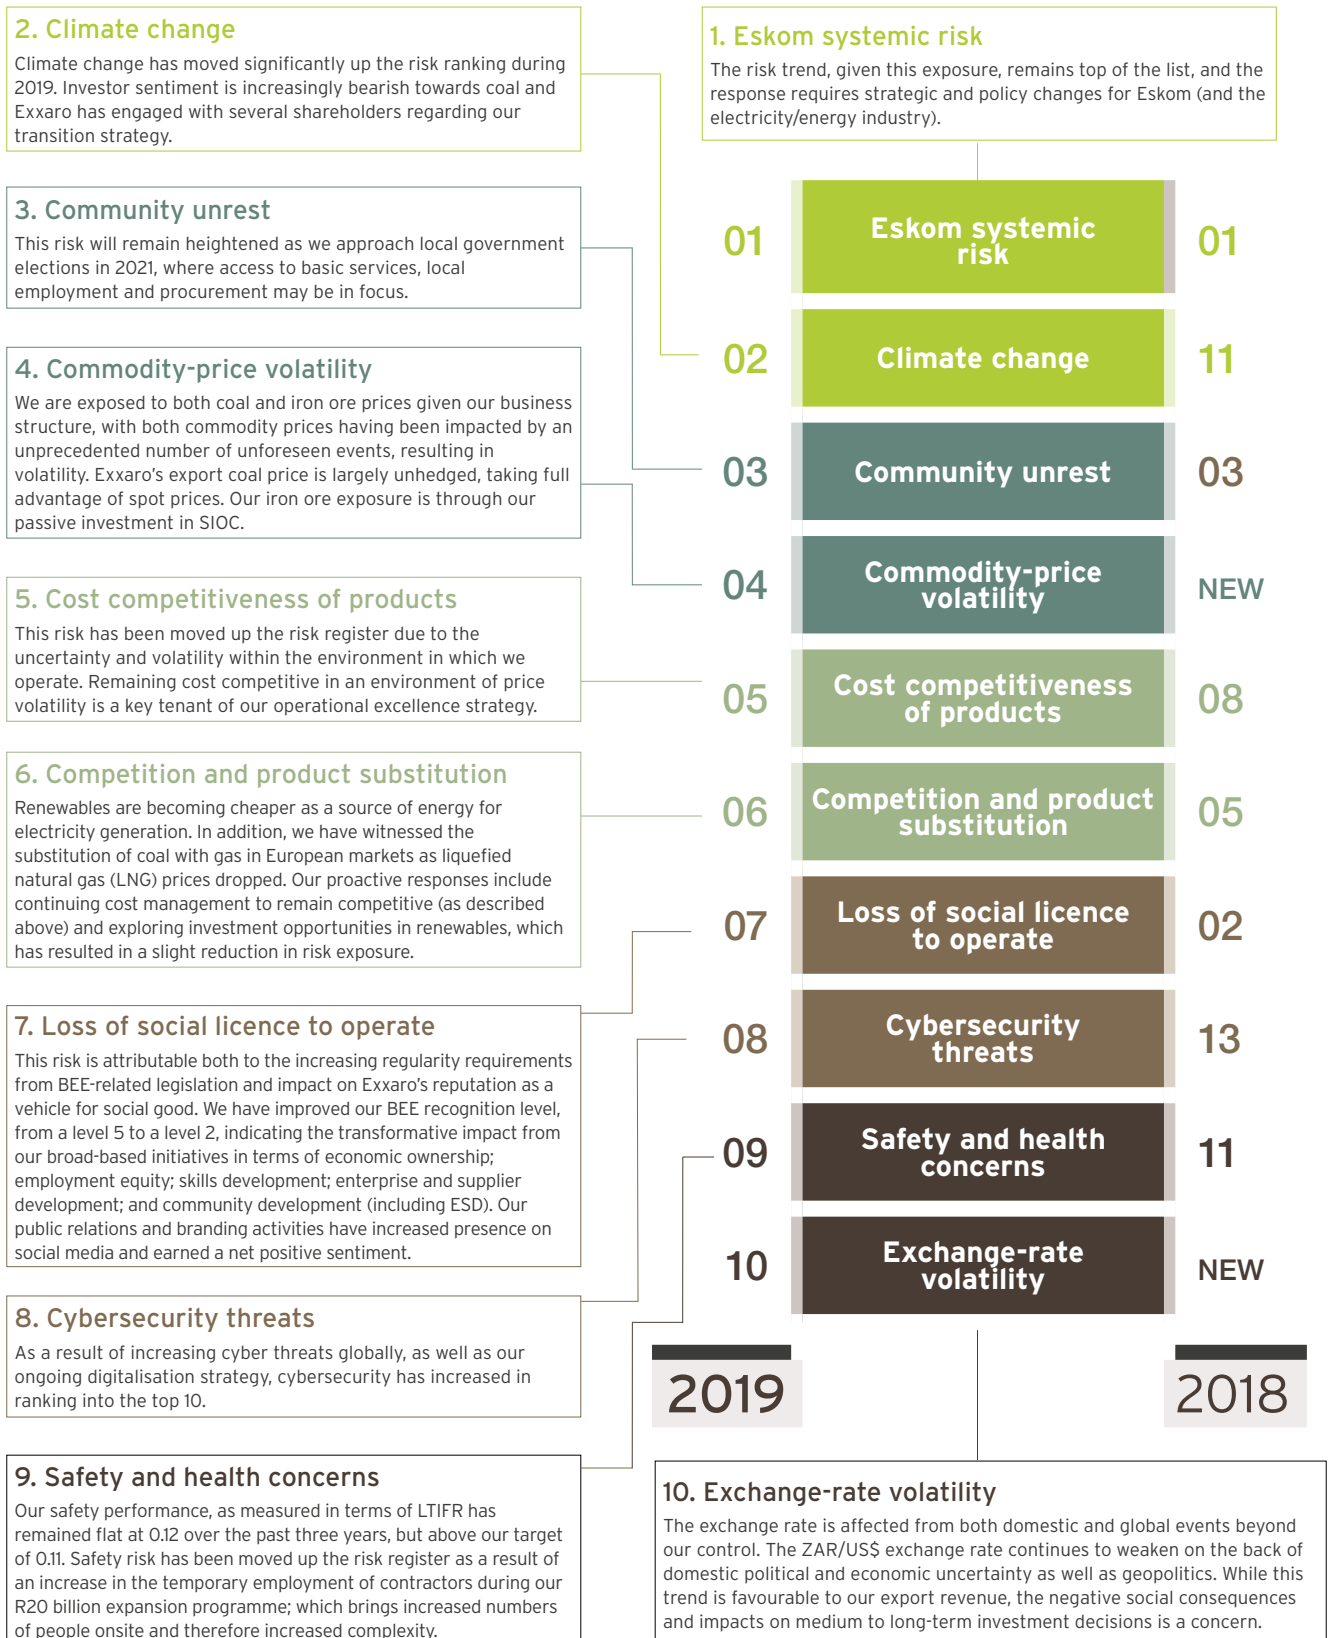 2. Climate change
Climate change has moved significantly up the risk ranking during
2019. Investor sentiment is increasingly bearish towards coal and
Exxaro has engaged with several shareholders regarding our
transition strategy.
1. Eskom systemic risk
The risk trend, given this exposure, remains top of the list, and the
response requires strategic and policy changes for Eskom (and the
electricity/energy industry).
3. Community unrest
This risk will remain heightened as we approach local government
elections in 2021, where access to basic services, local
employment and procurement may be in focus.
4. Commodity-price volatility
We are exposed to both coal and iron ore prices given our business
structure, with both commodity prices having been impacted by an
unprecedented number of unforeseen events, resulting in
volatility. Exxaro's export coal price is largely unhedged, taking full
advantage of spot prices. Our iron ore exposure is through our
passive investment in SIOC.
5. Cost competitiveness of products
This risk has been moved up the risk register due to the
uncertainty and volatility within the environment in which we
operate. Remaining cost competitive in an environment of price
volatility is a key tenant of our operational excellence strategy.
6. Competition and product substitution
Renewables are becoming cheaper as a source of energy for
electricity generation. In addition, we have witnessed the
substitution of coal with gas in European markets as liquefied
natural gas (LNG) prices dropped. Our proactive responses include
continuing cost management to remain competitive (as described
above) and exploring investment opportunities in renewables, which
has resulted in a slight reduction in risk exposure.
7. Loss of social licence to operate
This risk is attributable both to the increasing regularity requirements
from BEE-related legislation and impact on Exxaro's reputation as a
vehicle for social good. We have improved our BEE recognition level,
from a level 5 to a level 2, indicating the transformative impact from
our broad-based initiatives in terms of economic ownership;
employment equity; skills development; enterprise and supplier
development; and community development (including ESD). Our
public relations and branding activities have increased presence on
social media and earned a net positive sentiment.
8. Cybersecurity threats
As a result of increasing cyber threats globally, as well as our
ongoing digitalisation strategy, cybersecurity has increased in
ranking into the top 10.
9. Safety and health concerns
Our safety performance, as measured in terms of LTIFR has
remained flat at 0.12 over the past three years, but above our target
of 0.11. Safety risk has been moved up the risk register as a result of
an increase in the temporary employment of contractors during our
R20 billion expansion programme; which brings increased numbers
of people onsite and therefore increased complexity.
01 Eskom systemic 01
risk
02 Climate change 11
03 Community unrest 03
04 Commodity-price NEW
volatility
05 Cost competitiveness 08
of products
06 Competition and product 05
substitution
07 Loss of social licence 02
to operate
08 Cybersecurity 13
threats
09 Safety and health 11
concerns
10 Exchange-rate NEW
volatility
2019 2018
10. Exchange-rate volatility
The exchange rate is affected from both domestic and global events beyond
our control. The ZAR/US$ exchange rate continues to weaken on the back of
domestic political and economic uncertainty as well as geopolitics. While this
trend is favourable to our export revenue, the negative social consequences
and impacts on medium to long-term investment decisions is a concern.